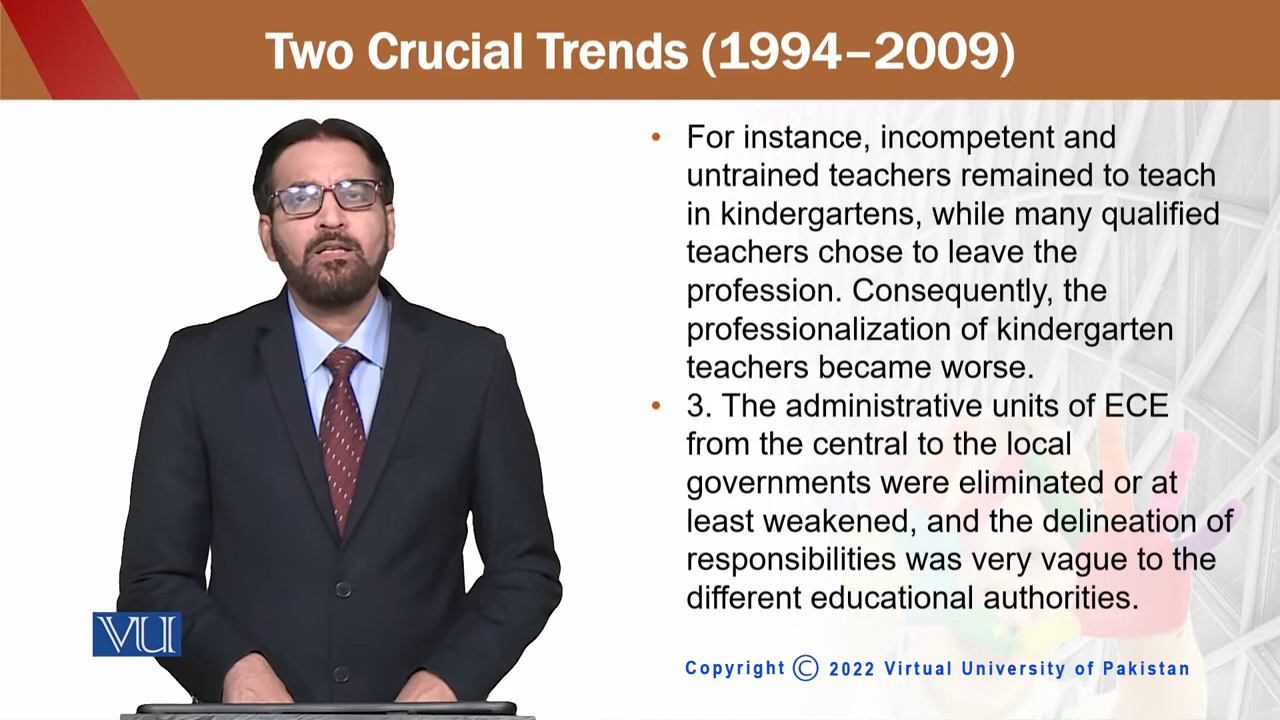 Two Crucial Trends (1994–2009)
• For instance, incompetent and
untrained teachers remained to teach
in kindergartens, while many qualified
teachers chose to leave the
profession. Consequently, the
professionalization of kindergarten
teachers became worse.
• 3. The administrative units of ECE
from the central to the local
governments were eliminated or at
least weakened, and the delineation of
responsibilities was very vague to the
different educational authorities.
VU
Copyright © 2022 Virtual University of Pakistan